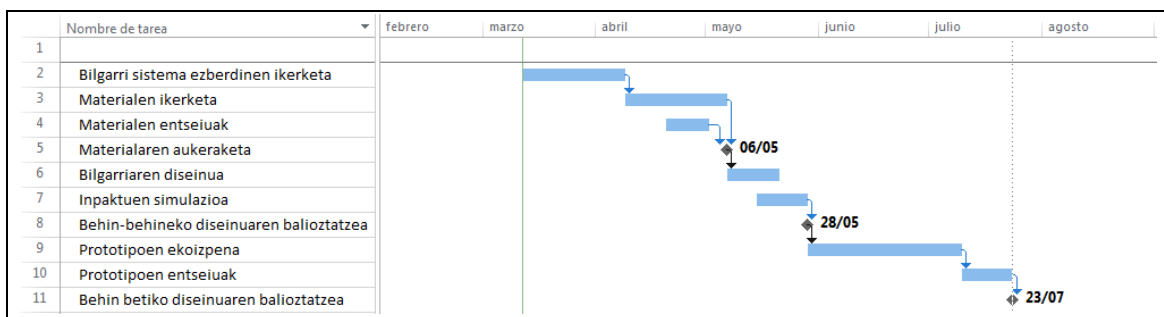 Nombre de tarea febrero marzo abril mayo junio julio agosto
1
2 Bilgarri sistema ezberdinen ikerketa
3 Materialen ikerketa
4 Materialen entseiuak
5 Materialaren aukeraketa 06/05
6 Bilgarriaren diseinua
7 Inpaktuen simulazioa
8 Behin-behineko diseinuaren balioztatzea 28/05
9 Prototipoen ekoizpena
10 Prototipoen entseiuak
11 Behin betiko diseinuaren balioztatzea 23/07